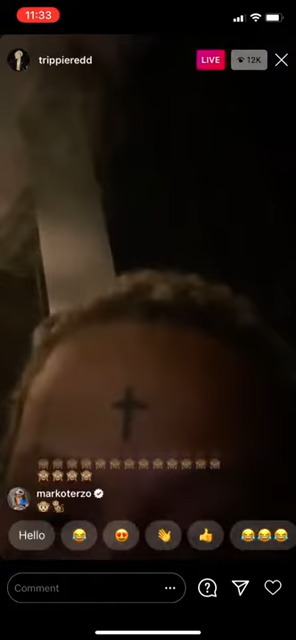 11:33
trippieredd
LIVE
12K
markoterzo
Hello
Comment